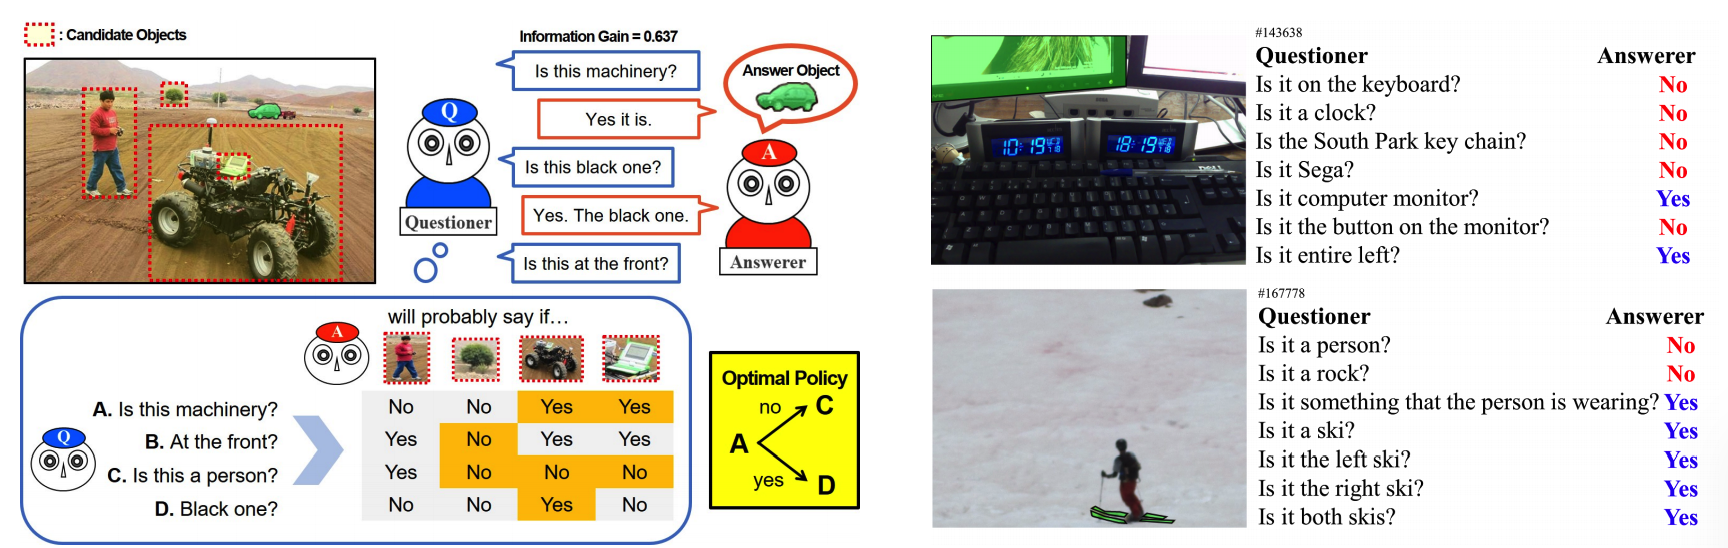 : Candidate Objects
Information Gain = 0.637
Is this machinery?
Answer Object
Yes it is.
Q
Is this black one?
A
Yes. The black one.
Questioner
Is this at the front?
Answerer
will probably say if…
A
Q
A. Is this machinery?
No No Yes Yes
B. At the front?
Yes No Yes Yes
C. Is this a person?
Yes No No No
D. Black one?
No No Yes No
Optimal Policy
no
C
A
yes
D
#143638
Questioner Answerer
Is it on the keyboard? No
Is it a clock? No
Is the South Park key chain? No
Is it Sega? No
Is it computer monitor? Yes
Is it the button on the monitor? No
Is it entire left? Yes
10:19
18:19
DELL
#167778
Questioner Answerer
Is it a person? No
Is it a rock? No
Is it something that the person is wearing? Yes
Is it a ski? Yes
Is it the left ski? Yes
Is it the right ski? Yes
Is it both skis? Yes